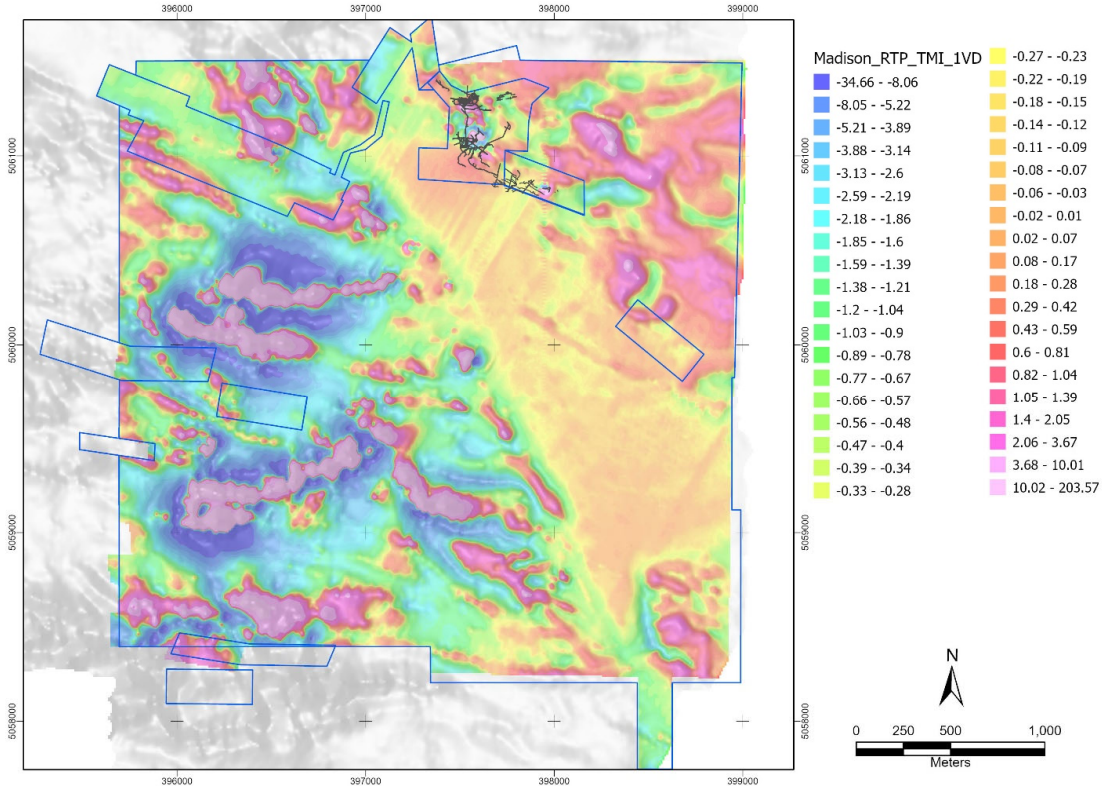 396000 397000 398000 399000
5061000 5061000
5060000 5060000
5059000 5059000
5058000 5058000
396000 397000 398000 399000
Madison_RTP_TMI_1VD
-34.66 - -8.06
-8.05 - -5.22
-5.21 - -3.89
-3.88 - -3.14
-3.13 - -2.6
-2.59 - -2.19
-2.18 - -1.86
-1.85 - -1.6
-1.59 - -1.39
-1.38 - -1.21
-1.2 - -1.04
-1.03 - -0.9
-0.89 - -0.78
-0.77 - -0.67
-0.66 - -0.57
-0.56 - -0.48
-0.47 - -0.4
-0.39 - -0.34
-0.33 - -0.28
-0.27 - -0.23
-0.22 - -0.19
-0.18 - -0.15
-0.14 - -0.12
-0.11 - -0.09
-0.08 - -0.07
-0.06 - -0.03
-0.02 - 0.01
0.02 - 0.07
0.08 - 0.17
0.18 - 0.28
0.29 - 0.42
0.43 - 0.59
0.6 - 0.81
0.82 - 1.04
1.05 - 1.39
1.4 - 2.05
2.06 - 3.67
3.68 - 10.01
10.02 - 203.57
N
0 250 500 1,000
Meters